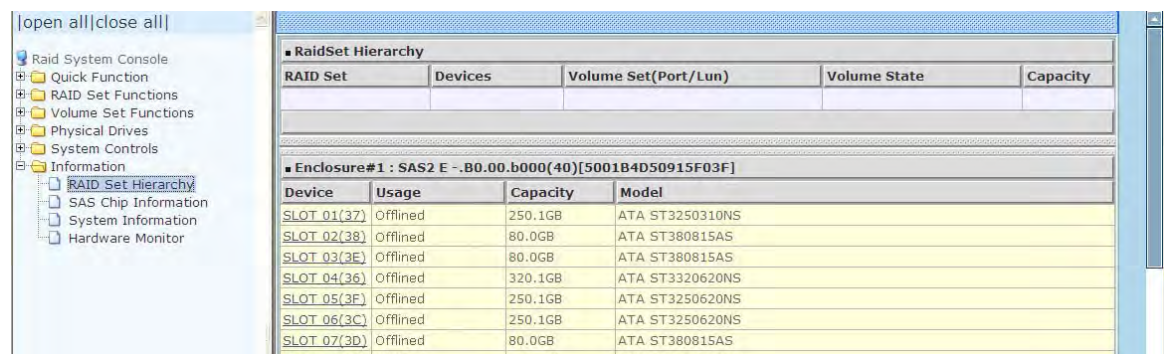 |open all|close all|
Raid System Console
Quick Function
RAID Set Functions
Volume Set Functions
Physical Drives
System Controls
Information
RAID Set Hierarchy
SAS Chip Information
System Information
Hardware Monitor
▪ RaidSet Hierarchy
RAID Set Devices Volume Set(Port/Lun) Volume State Capacity
▪ Enclosure#1 : SAS2 E -.B0.00.b000(40)[5001B4D50915F03F]
Device Usage Capacity Model
SLOT 01(37) Offlined 250.1GB ATA ST3250310NS
SLOT 02(38) Offlined 80.0GB ATA ST380815AS
SLOT 03(3E) Offlined 80.0GB ATA ST380815AS
SLOT 04(36) Offlined 320.1GB ATA ST3320620NS
SLOT 05(3F) Offlined 250.1GB ATA ST3250620NS
SLOT 06(3C) Offlined 250.1GB ATA ST3250620NS
SLOT 07(3D) Offlined 80.0GB ATA ST380815AS